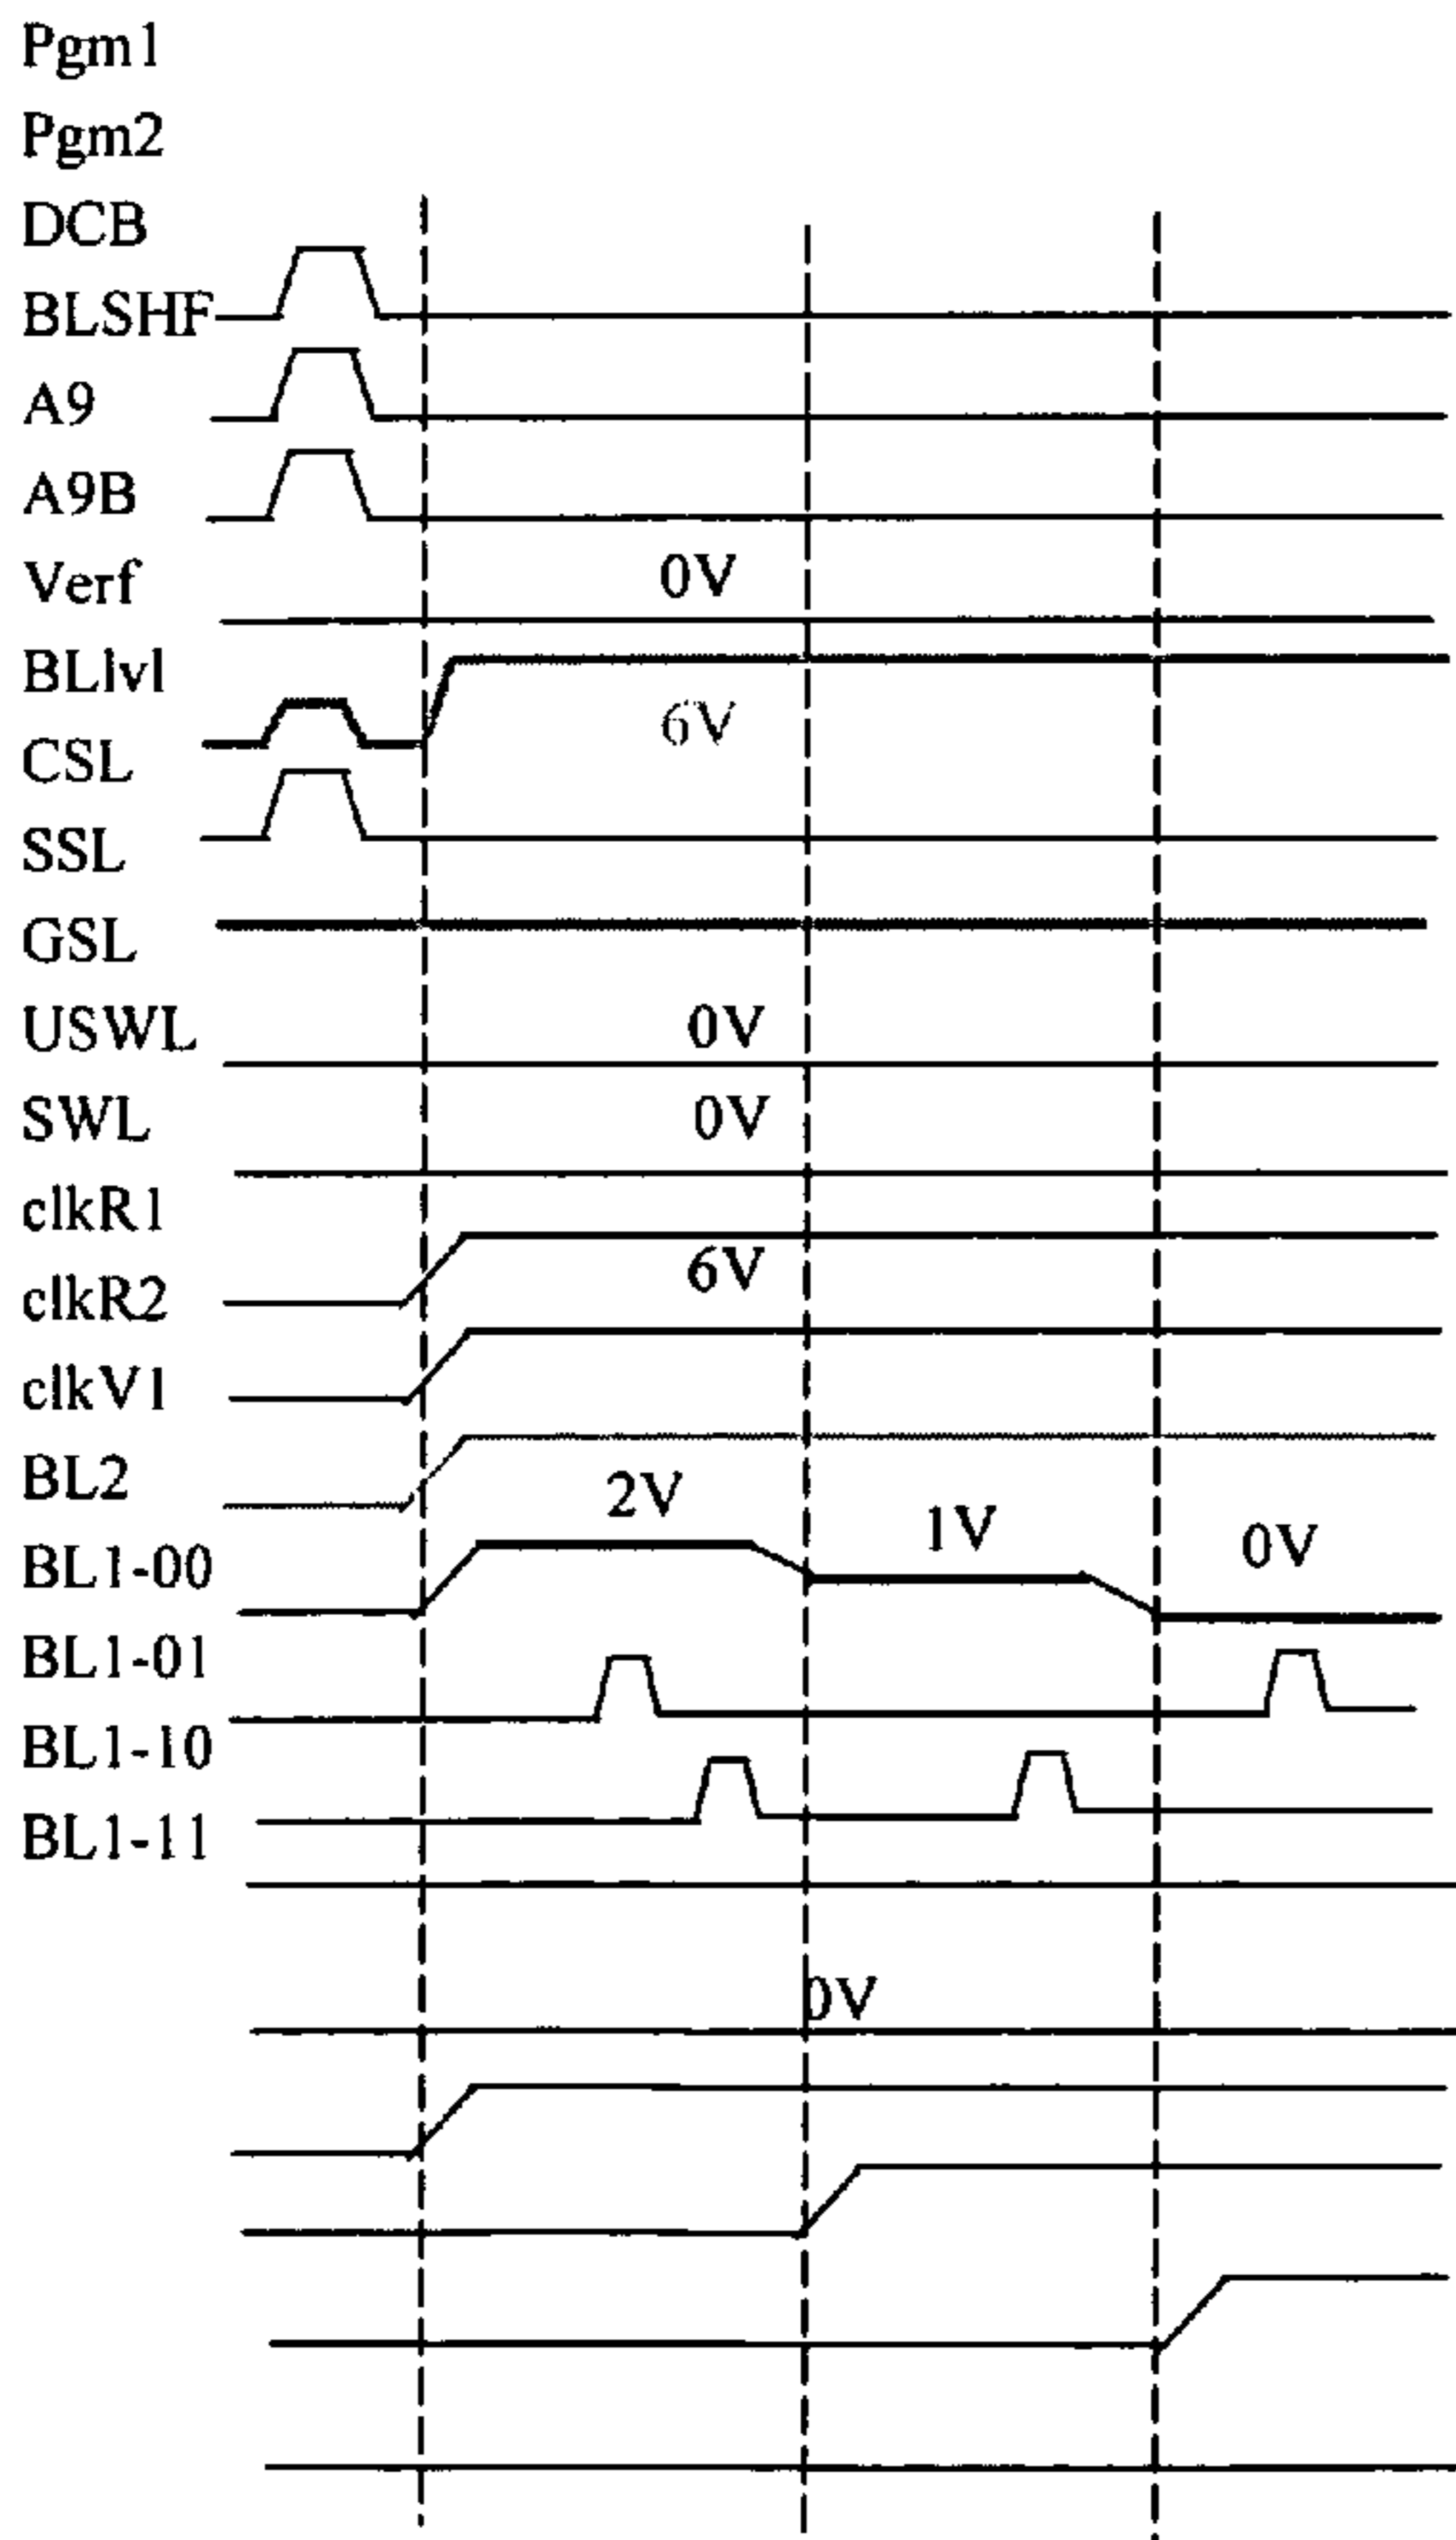 Pgm1
Pgm2
DCB
BLSHF
A9
A9B
Verf
0V
BLlvl
6V
CSL
SSL
GSL
USWL
0V
SWL
0V
clkR1
clkR2
6V
clkV1
BL2
2V
1V
0V
BL1-00
BL1-01
BL1-10
BL1-11
0V